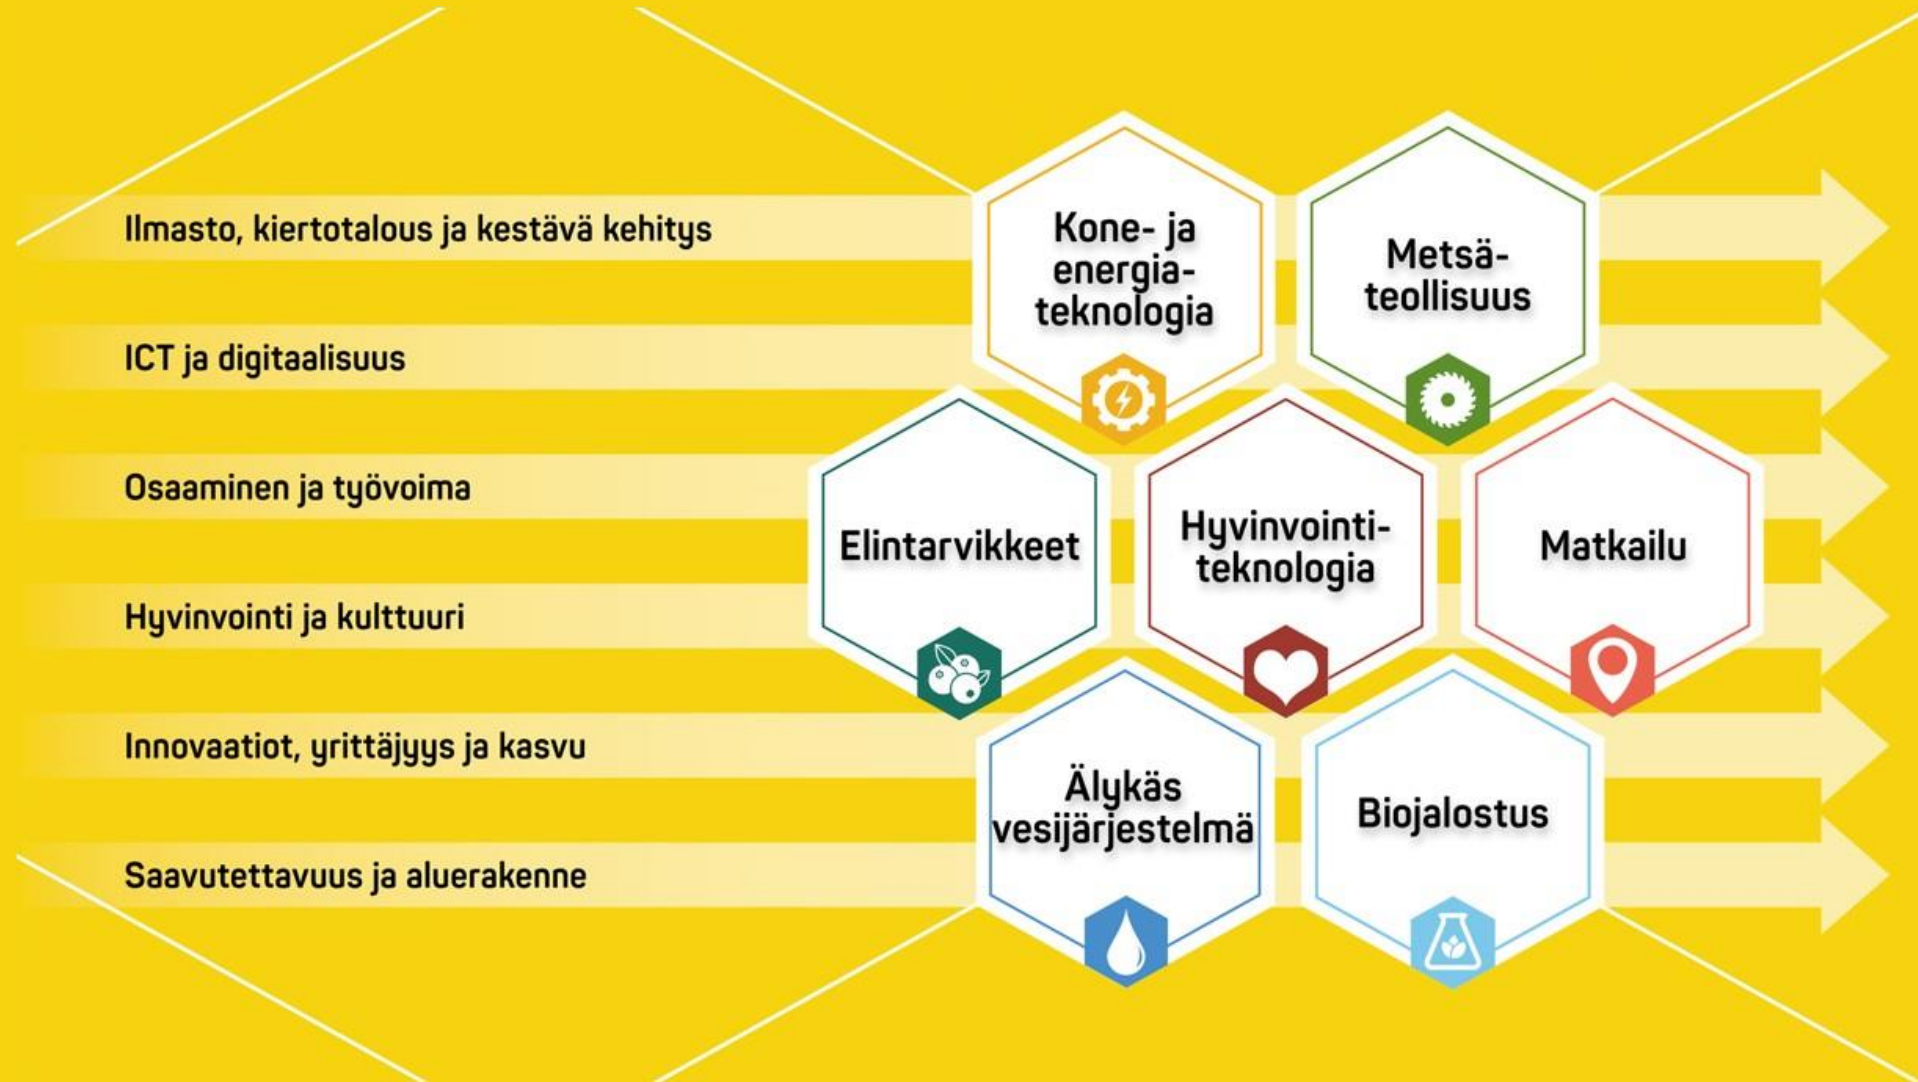 Ilmasto, kiertotalous ja kestävä kehitys
ICT ja digitaalisuus
Osaaminen ja työvoima
Hyvinvointi ja kulttuuri
Innovaatiot, yrittäjyys ja kasvu
Saavutettavuus ja aluerakenne
Kone- ja
energia-
teknologia
Metsä-
teollisuus
Elintarvikkeet
Hyvinvointi-
teknologia
Matkailu
Älykäs
vesijärjestelmä
Biojalostus